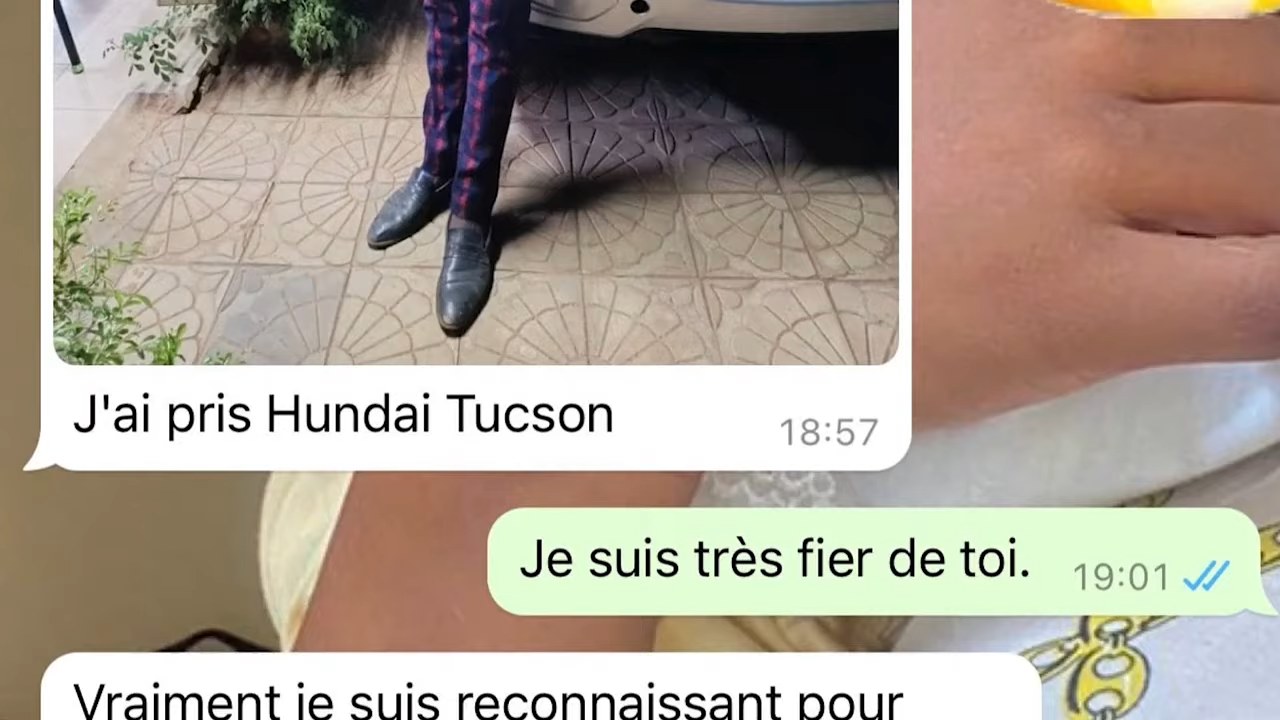 J'ai pris Hundai Tucson
18:57
Je suis très fier de toi.
19:01
Vraiment je suis reconnaissant pour